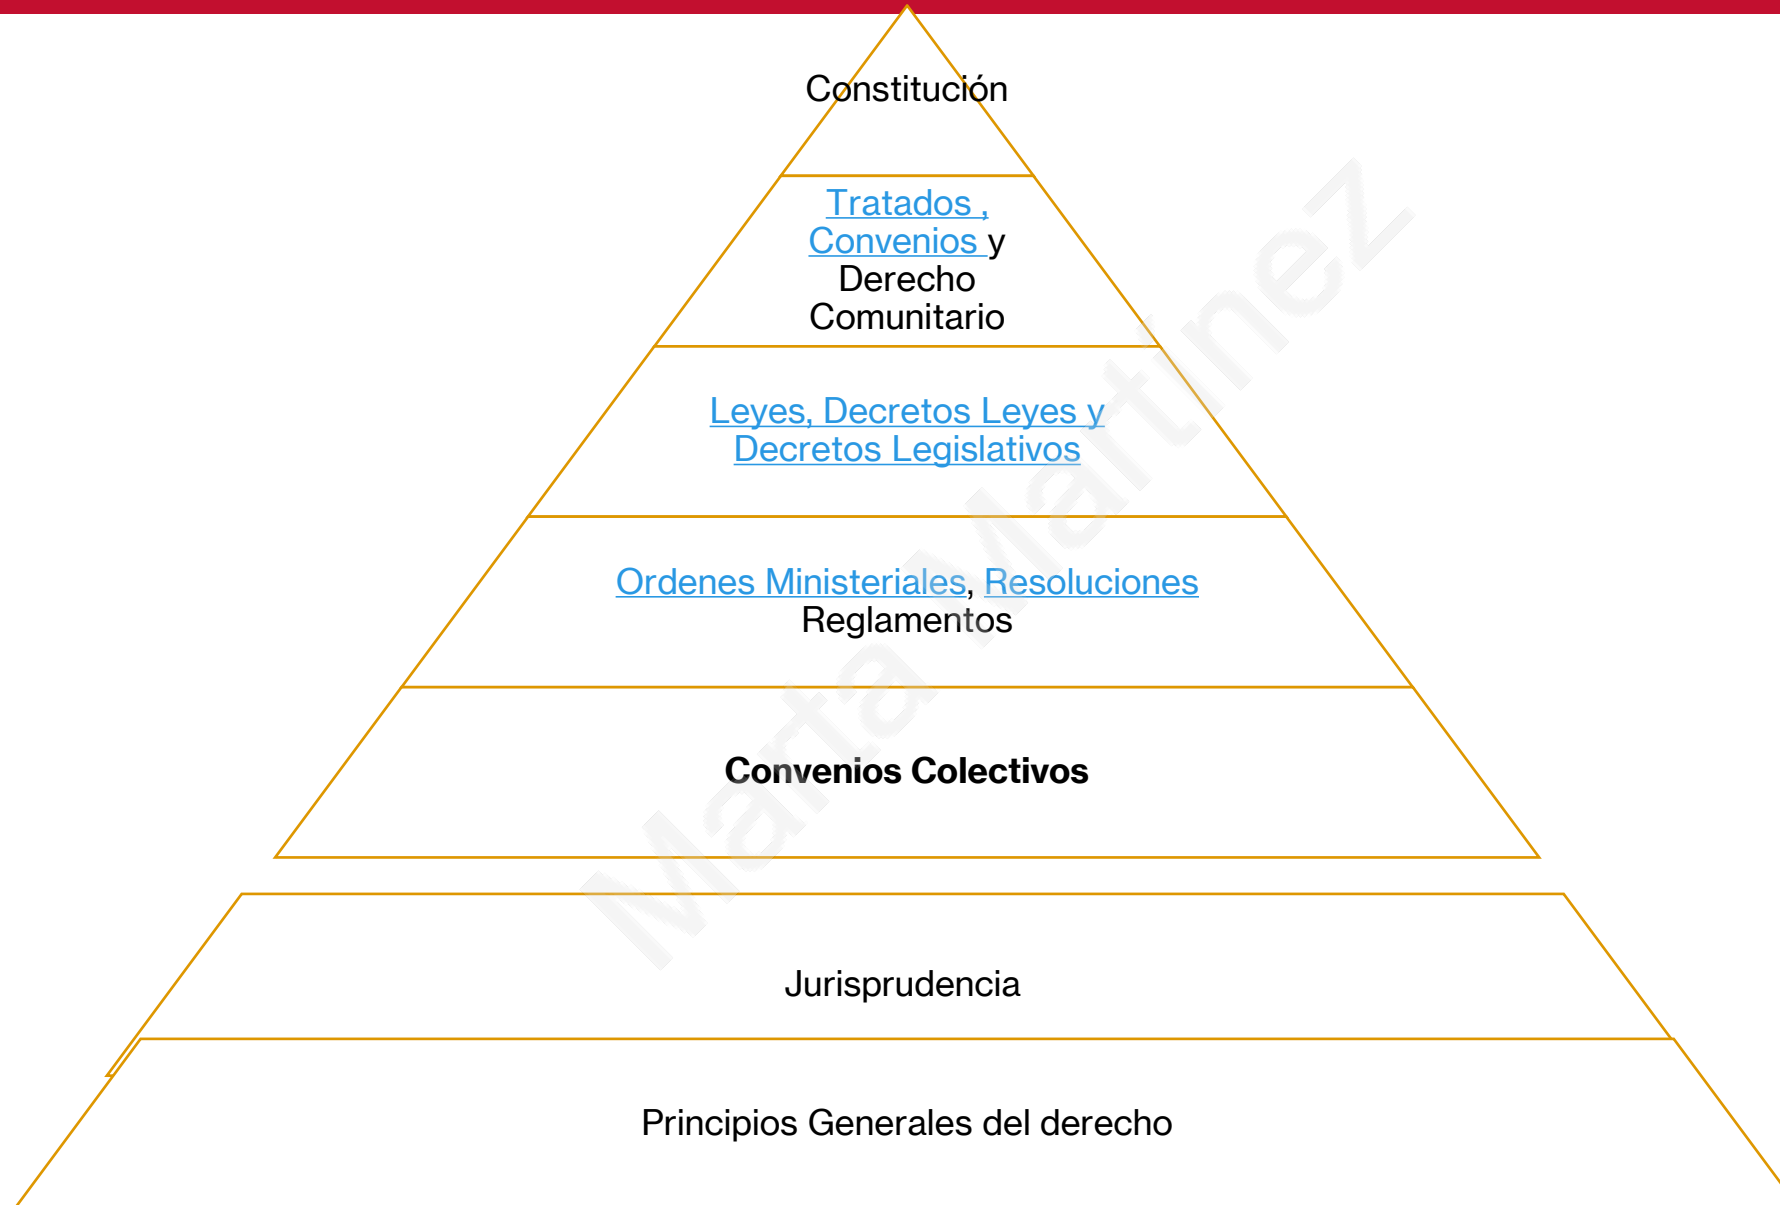 Constitución
Tratados ,
Convenios y
Derecho
Comunitario
Leyes, Decretos Leyes y
Decretos Legislativos
Ordenes Ministeriales, Resoluciones
Reglamentos
Convenios Colectivos
Jurisprudencia
Principios Generales del derecho
Marta Martínez